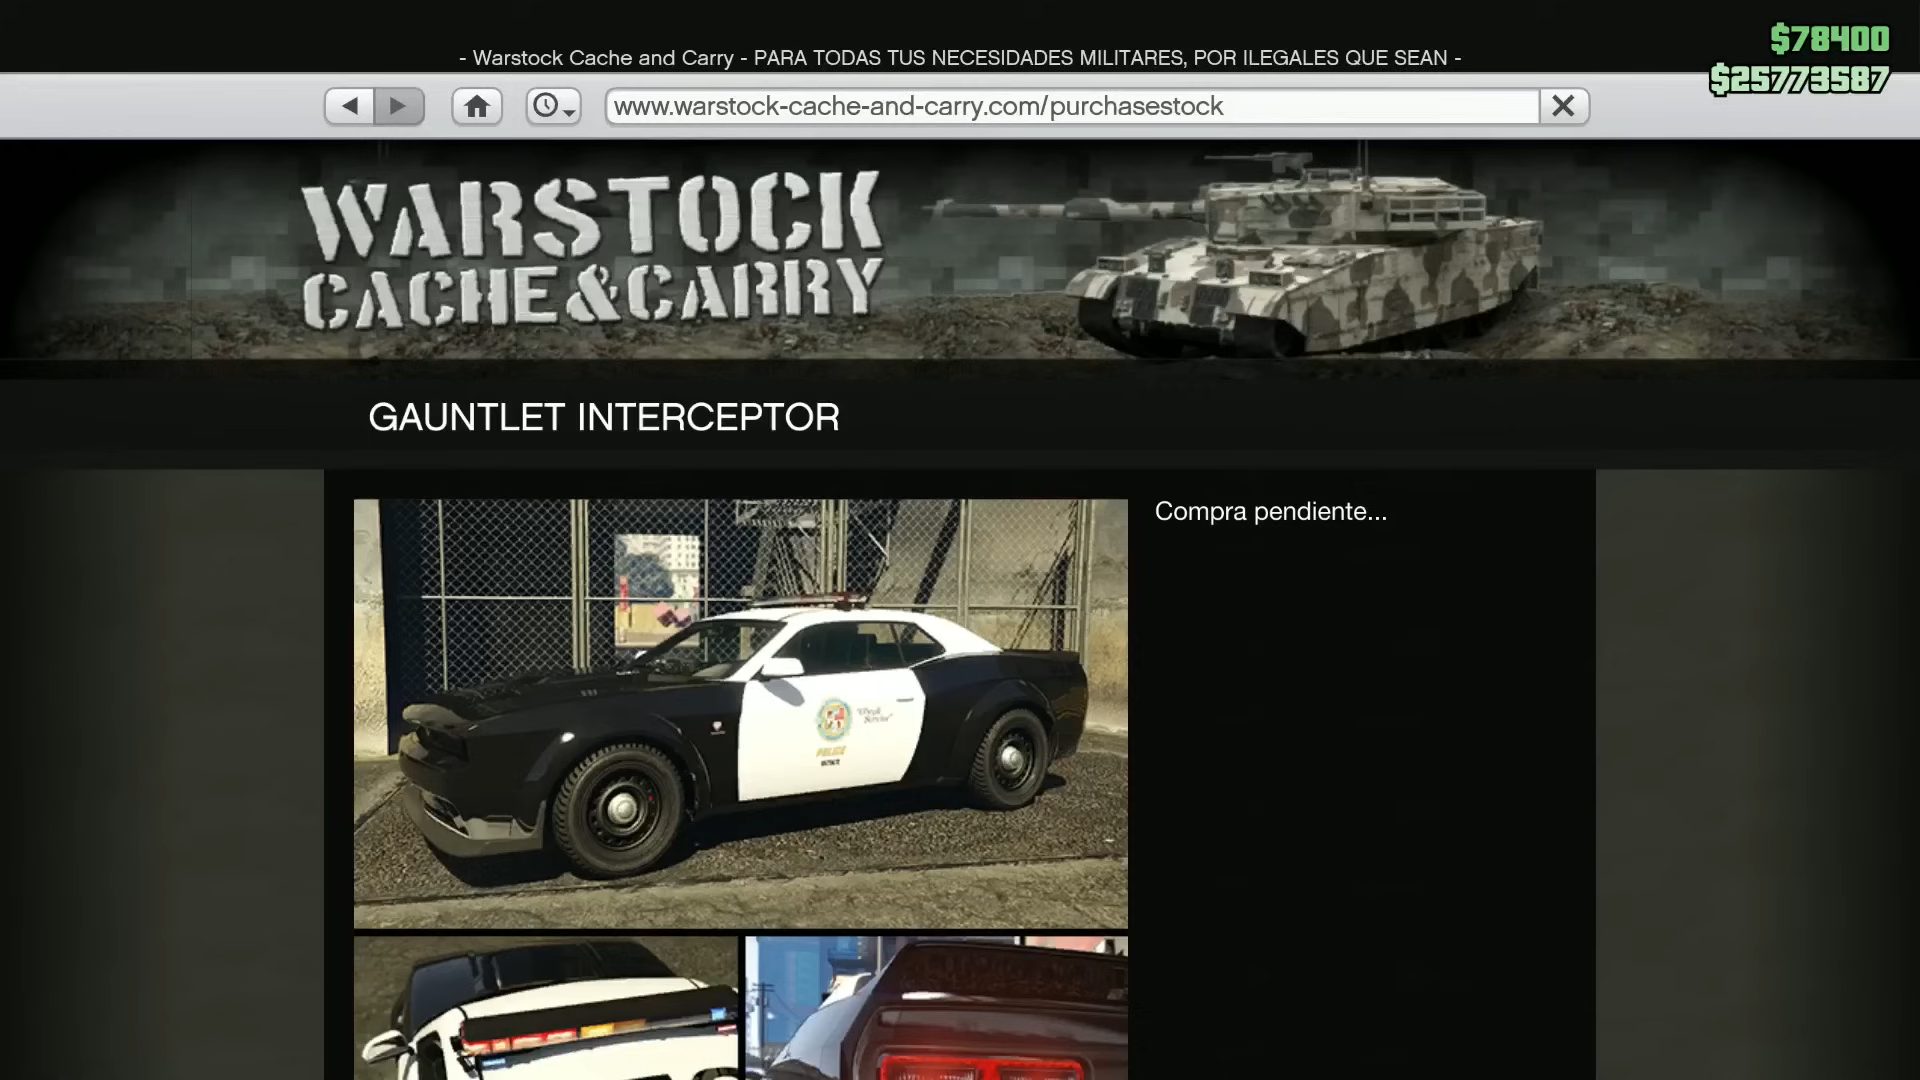 $78400
- Warstock Cache and Carry - PARA TODAS TUS NECESIDADES MILITARES, POR ILEGALES QUE SEAN -
$25773587
www.warstock-cache-and-carry.com/purchasestock
WARSTOCK
CACHE&CARRY
GAUNTLET INTERCEPTOR
Compra pendiente...
POLICE